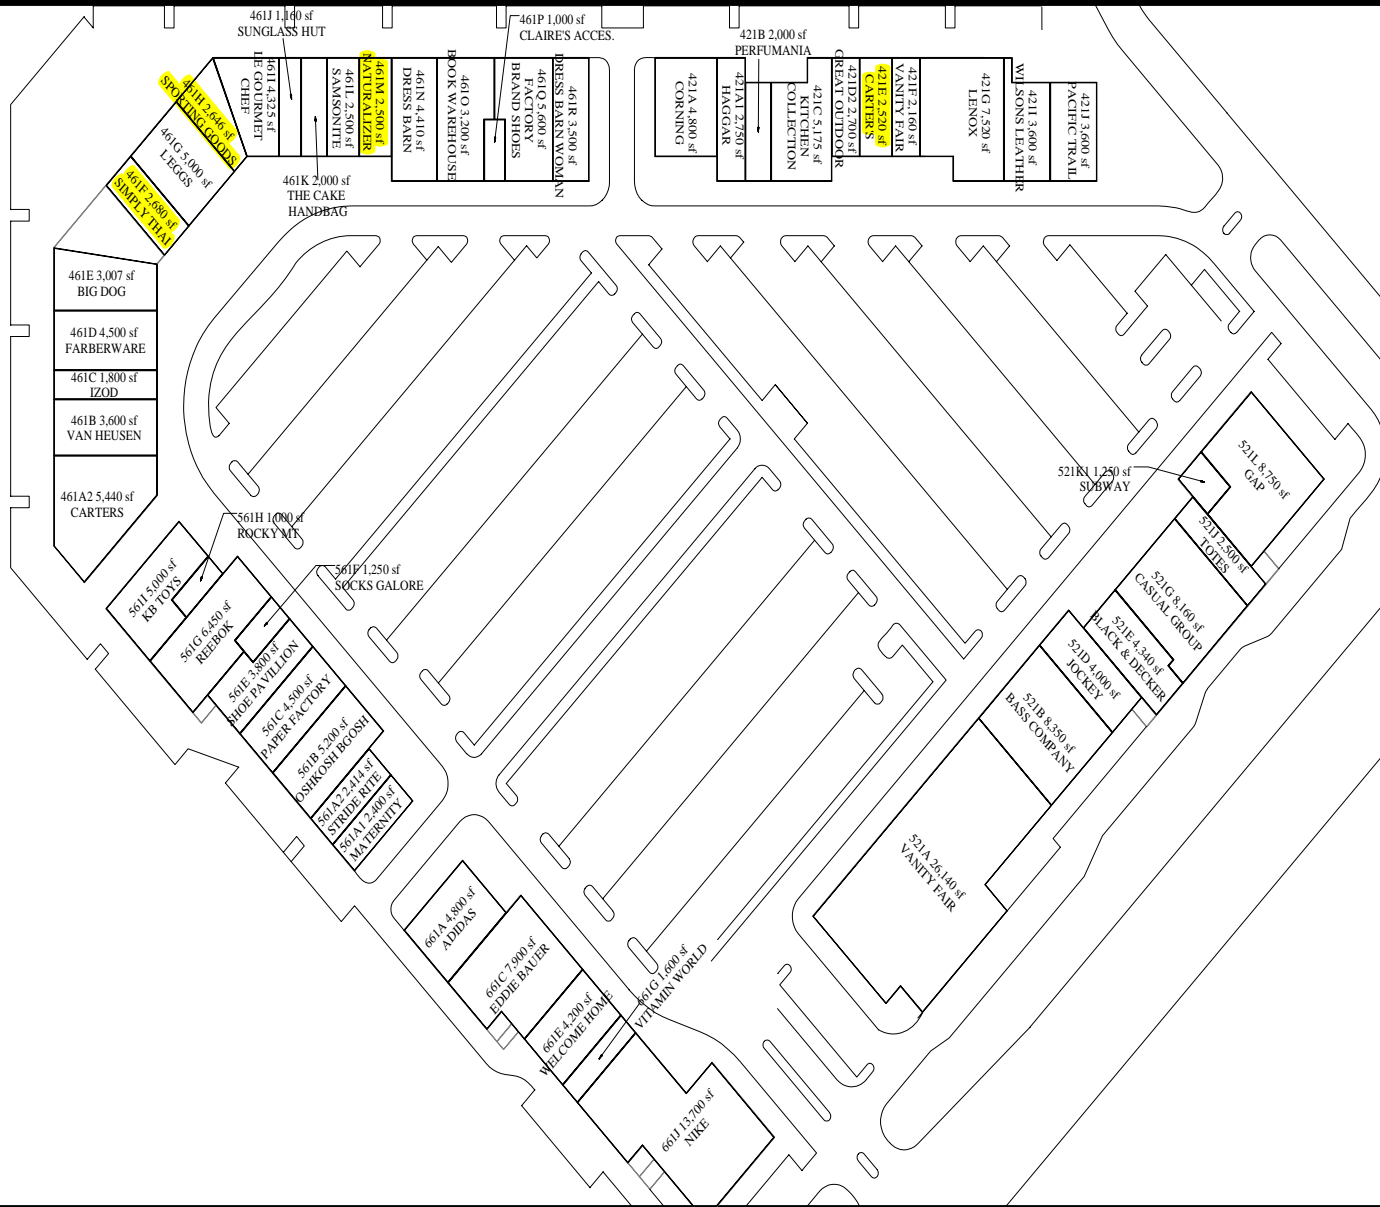 461J 1,160 sf
SUNGLASS HUT
461P 1,000 sf
CLAIRE'S ACCES.
421B 2,000 sf
PERFUMANIA
461H 2,646 sf
SPORTING GOODS
461I 4,325 sf
LE GOURMET
CHEF
461L 2,500 sf
SAMSONITE
461M 2,500 sf
NATURALIZER
461N 4,410 sf
DRESS BARN
461O 3,200 sf
BOOK WAREHOUSE
461Q 5,600 sf
FACTORY
BRAND SHOES
461R 3,500 sf
DRESS BARN WOMAN
421A 4,800 sf
CORNING
421A1 2,750 sf
HAGGAR
421C 5,175 sf
KITCHEN
COLLECTION
421D2 2,700 sf
GREAT OUTDOOR
421E 2,520 sf
CARTER'S
421F 2,160 sf
VANITY FAIR
421G 7,520 sf
LENOX
421I 3,600 sf
WILSONS LEATHER
421J 3,600 sf
PACIFIC TRAIL
461G 5,000 sf
L'EGGS
461F 2,680 sf
SIMPLY THAI
461K 2,000 sf
THE CAKE
HANDBAG
461E 3,007 sf
BIG DOG
461D 4,500 sf
FARBERWARE
461C 1,800 sf
IZOD
461B 3,600 sf
VAN HEUSEN
461A2 5,440 sf
CARTERS
521L 8,750 sf
GAP
521K1 1,250 sf
SUBWAY
521J 2,500 sf
TOTES
521G 8,160 sf
CASUAL GROUP
521E 4,340 sf
BLACK & DECKER
521D 4,000 sf
JOCKEY
521B 8,350 sf
BASS COMPANY
521A 26,140 sf
VANITY FAIR
561H 1,000 sf
ROCKY MT
561F 1,250 sf
SOCKS GALORE
561I 5,000 sf
KB TOYS
561G 6,450 sf
REEBOK
561E 3,800 sf
SHOE PAVILLION
561C 4,500 sf
PAPER FACTORY
561B 5,200 sf
OSHKOSH BGOSH
561A2 2,414 sf
STRIDE RITE
561A1 2,400 sf
MATERNITY
661A 4,800 sf
ADIDAS
661C 7,900 sf
EDDIE BAUER
661E 4,200 sf
WELCOME HOME
661G 1,600 sf
VITAMIN WORLD
661J 13,700 sf
NIKE